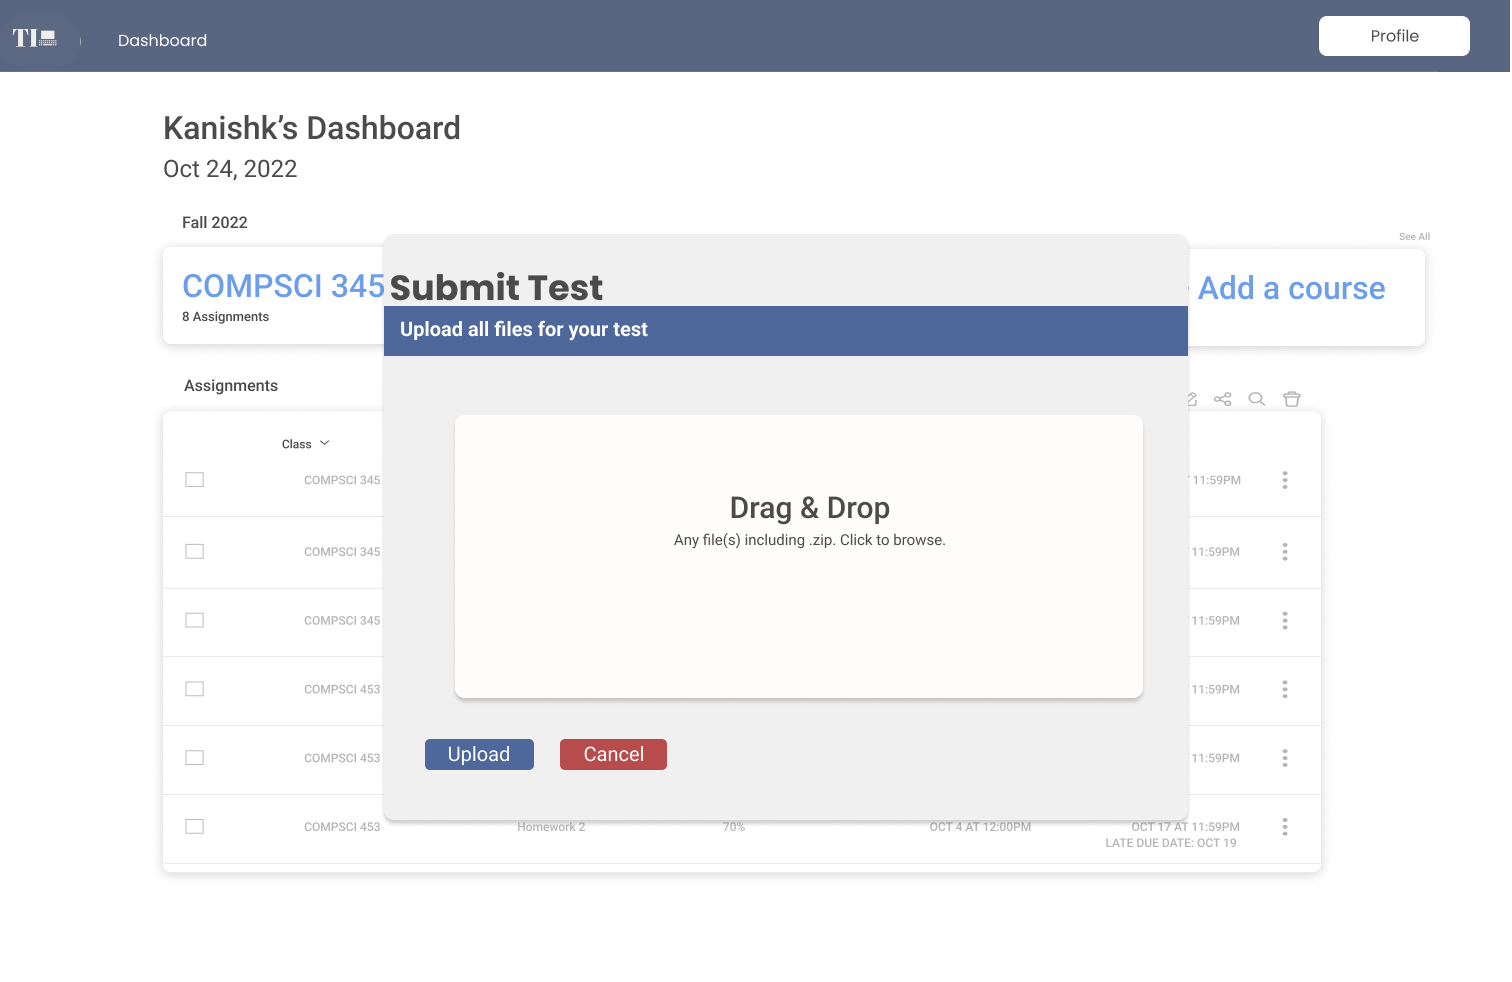 TI
Dashboard
Profile
Kanishk’s Dashboard
Oct 24, 2022
Fall 2022
See All
COMPSCI 345
8 Assignments
Submit Test
Add a course
Upload all files for your test
Assignments
Class
COMPSCI 345
11:59PM
Drag & Drop
Any file(s) including .zip. Click to browse.
COMPSCI 345
11:59PM
COMPSCI 345
11:59PM
COMPSCI 453
11:59PM
Upload
Cancel
COMPSCI 453
11:59PM
COMPSCI 453
Homework 2
70%
OCT 4 AT 12:00PM
OCT 17 AT 11:59PM
LATE DUE DATE: OCT 19